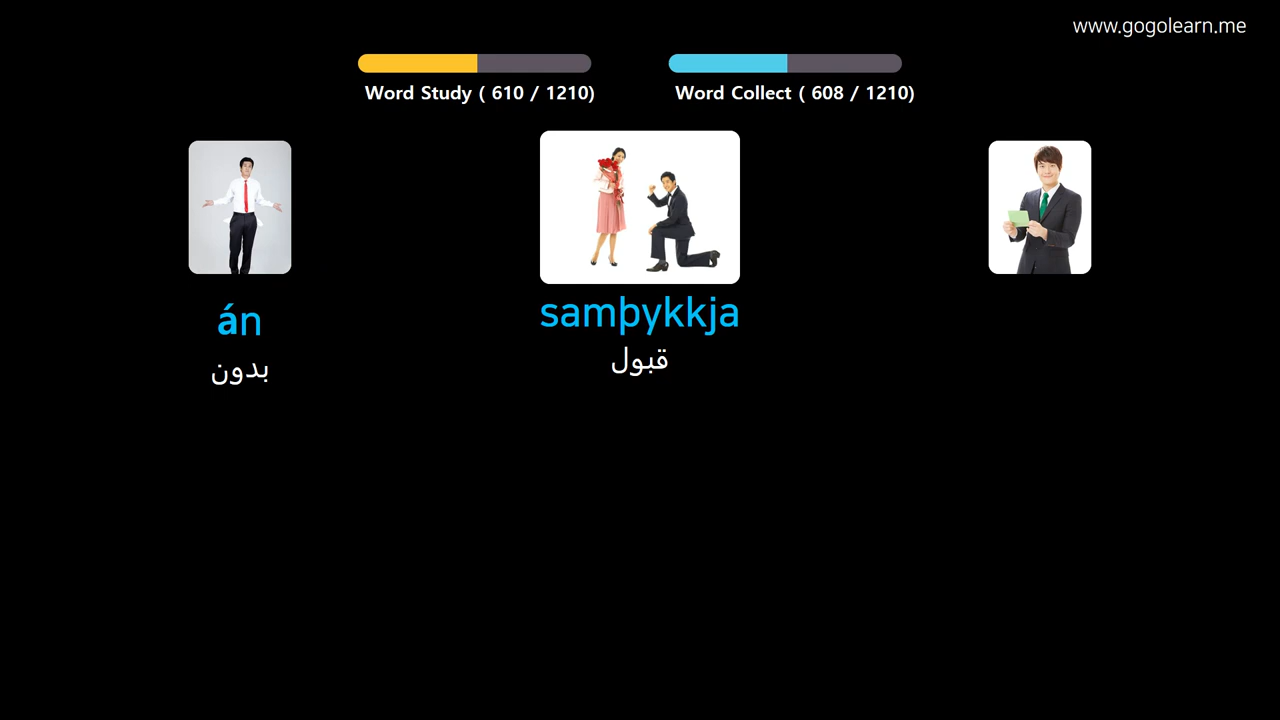 www.gogolearn.me
Word Study ( 610 / 1210)
Word Collect ( 608 / 1210)
án
بدون
samþykkja
قبول